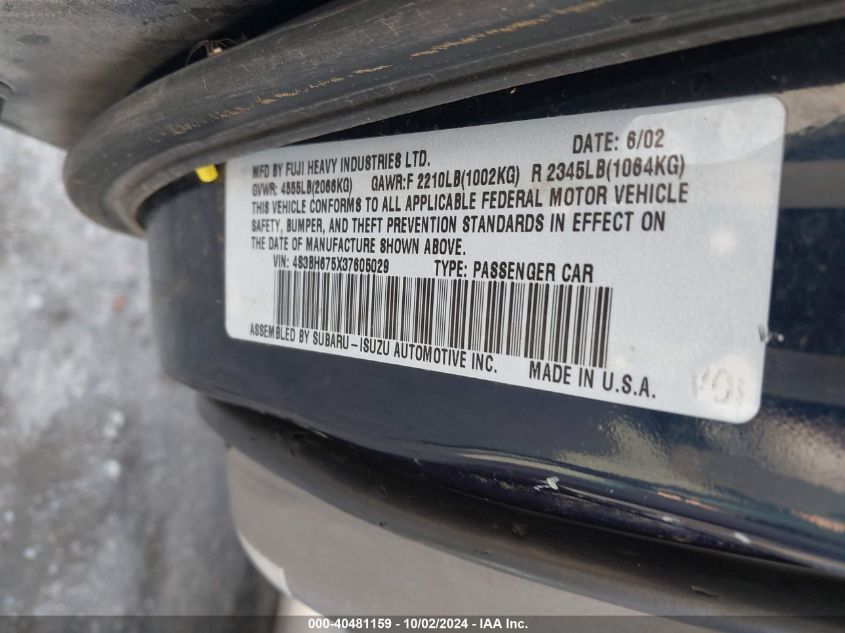 MFD BY FUJI HEAVY INDUSTRIES LTD. DATE: 6/02
GVWR: 4555LB(2066KG) GAWR:F 2210LB(1002KG) R 2345LB(1064KG)
THIS VEHICLE CONFORMS TO ALL APPLICABLE FEDERAL MOTOR VEHICLE
SAFETY, BUMPER, AND THEFT PREVENTION STANDARDS IN EFFECT ON
THE DATE OF MANUFACTURE SHOWN ABOVE.
VIN: 4S3BH675X37605029 TYPE: PASSENGER CAR
ASSEMBLED BY SUBARU-ISUZU AUTOMOTIVE INC. MADE IN U.S.A.
000-40481159 - 10/02/2024 - IAA Inc.